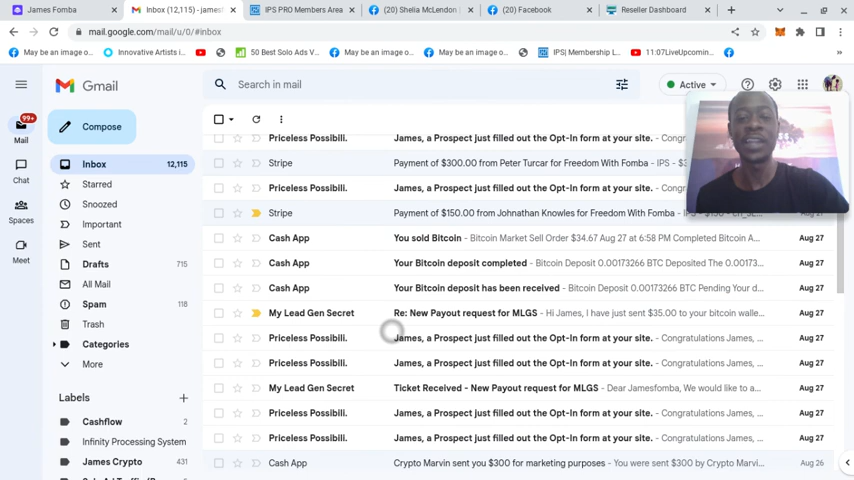 James Fomba
Inbox (12,115) - jamesm
IPS PRO Members Area
(20) Shelia McLendon |
(20) Facebook
Reseller Dashboard
mail.google.com/mail/u/0/#inbox
May be an image o
Innovative Artists i
50 Best Solo Ads V
May be an image o
May be an image o
IPS| Membership L
11:07LiveUpcomin
Gmail
Search in mail
Active
99+
Mail
Chat
Spaces
Meet
Compose
Inbox 12,115
Starred
Snoozed
Important
Sent
Drafts 715
All Mail
Spam 118
Trash
Categories
More
Labels
Cashflow 2
Infinity Processing System
James Crypto 431
Priceless Possibili. James, a Prospect just filled out the Opt-In form at your site. - Congr
Stripe Payment of $300.00 from Peter Turcar for Freedom With Fomba - IPS - $3
Priceless Possibili. James, a Prospect just filled out the Opt-In form at your site. - Con
Stripe Payment of $150.00 from Johnathan Knowles for Freedom With Fomba - IPS - $150
Cash App You sold Bitcoin - Bitcoin Market Sell Order $34.67 Aug 27 at 6:58 PM Completed Bitcoin A... Aug 27
Cash App Your Bitcoin deposit completed - Bitcoin Deposit 0.00173266 BTC Deposited The 0.00173... Aug 27
Cash App Your Bitcoin deposit has been received - Bitcoin Deposit 0.00173266 BTC Pending Your d... Aug 27
My Lead Gen Secret Re: New Payout request for MLGS - Hi James, I have just sent $35.00 to your bitcoin walle... Aug 27
Priceless Possibili. James, a Prospect just filled out the Opt-In form at your site. - Congratulations James, ... Aug 27
Priceless Possibili. James, a Prospect just filled out the Opt-In form at your site. - Congratulations James, ... Aug 27
My Lead Gen Secret Ticket Received - New Payout request for MLGS - Dear Jamesfomba, We would like to a... Aug 27
Priceless Possibili. James, a Prospect just filled out the Opt-In form at your site. - Congratulations James, ... Aug 27
Priceless Possibili. James, a Prospect just filled out the Opt-In form at your site. - Congratulations James, ... Aug 27
Cash App Crypto Marvin sent you $300 for marketing purposes - You were sent $300 by Crypto Marvi... Aug 26